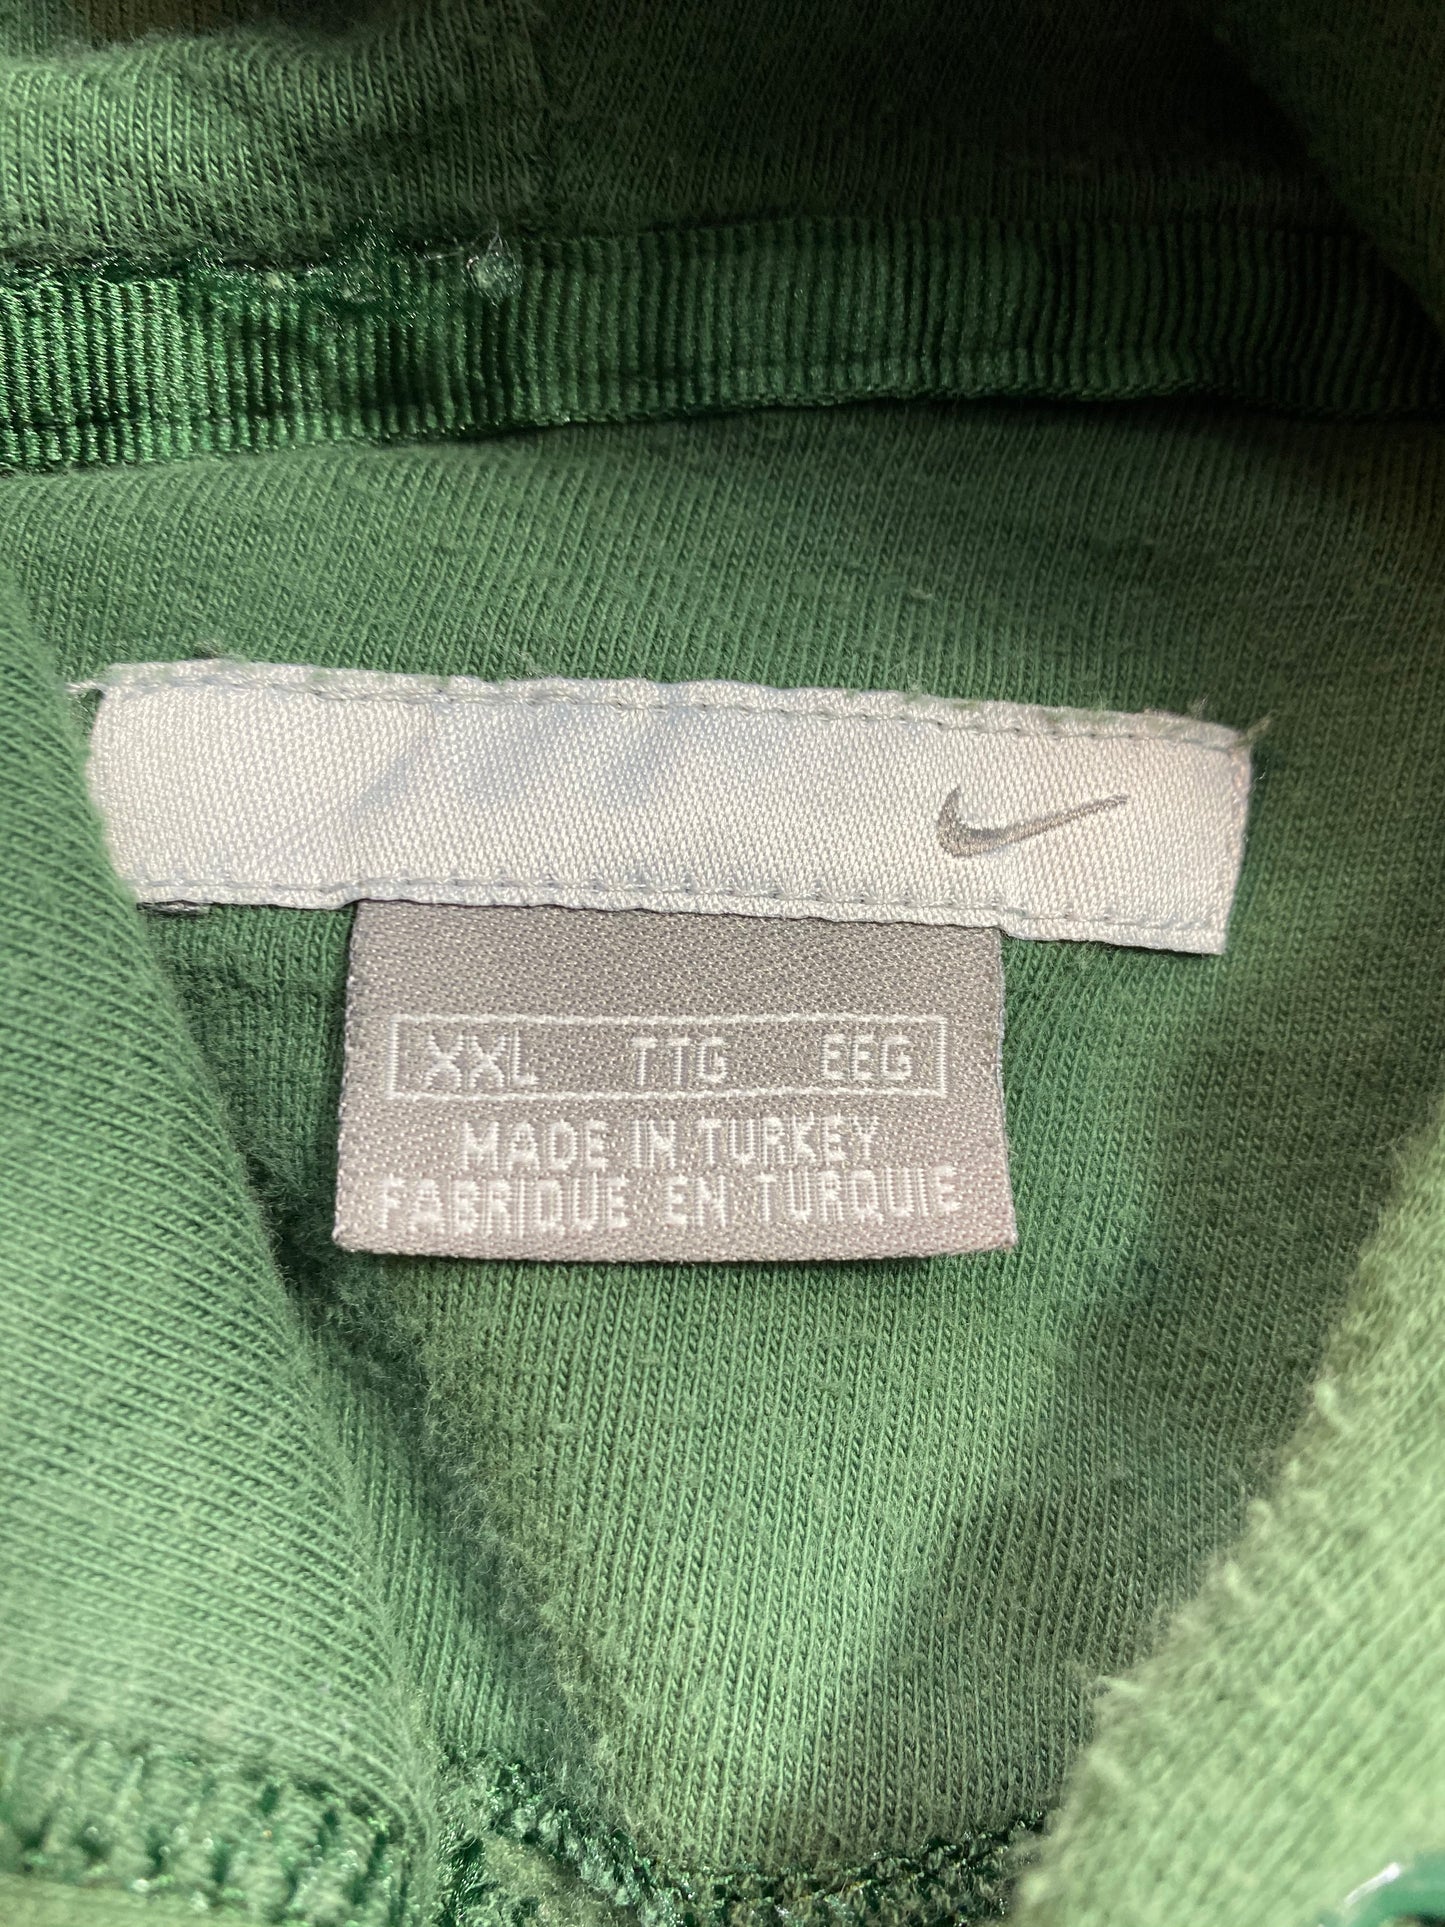 XXL TTG EEG
MADE IN TURKEY
FABRIQUE EN TURQUIE